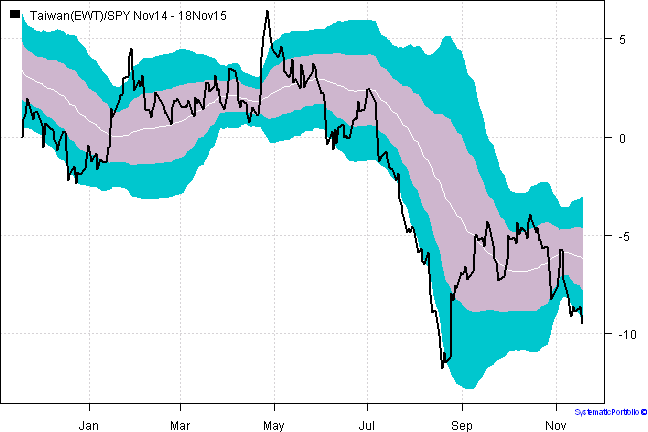 Taiwan(EWT)/SPY Nov14 - 18Nov15
5
0
-5
-10
Jan Mar May Jul Sep Nov
SystematicPortfolio ©